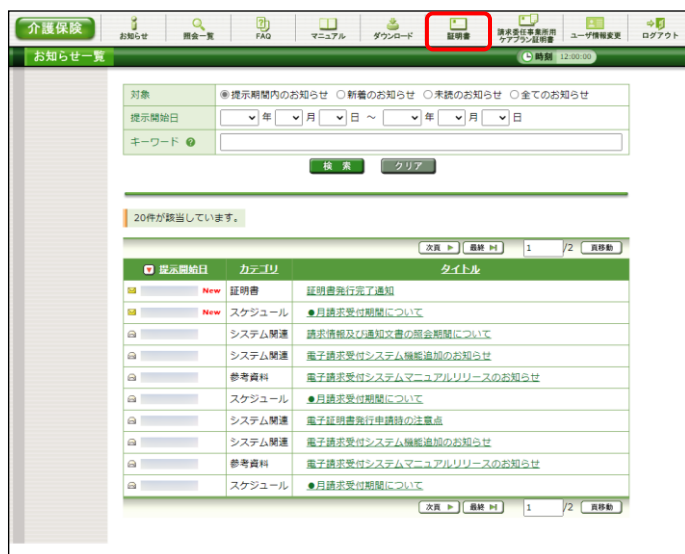 介護保険
お知らせ 照会一覧 FAQ マニュアル ダウンロード 証明書 請求委任事業所用 ケアプラン証明書 ユーザ情報変更 ログアウト
お知らせ一覧 時刻 12:00:00
対象 提示期間内のお知らせ 新着のお知らせ 未読のお知らせ 全てのお知らせ
提示開始日 年 月 日 ~ 年 月 日
キーワード ?
検 索 クリア
20件が該当しています。
次頁 最終 1 /2 頁移動
提示開始日 カテゴリ タイトル
New 証明書 証明書発行完了通知
New スケジュール ●月請求受付期間について
システム関連 請求情報及び通知文書の照会期間について
システム関連 電子請求受付システム機能追加のお知らせ
参考資料 電子請求受付システムマニュアルリリースのお知らせ
スケジュール ●月請求受付期間について
システム関連 電子証明書発行申請時の注意点
システム関連 電子請求受付システム機能追加のお知らせ
参考資料 電子請求受付システムマニュアルリリースのお知らせ
スケジュール ●月請求受付期間について
次頁 最終 1 /2 頁移動